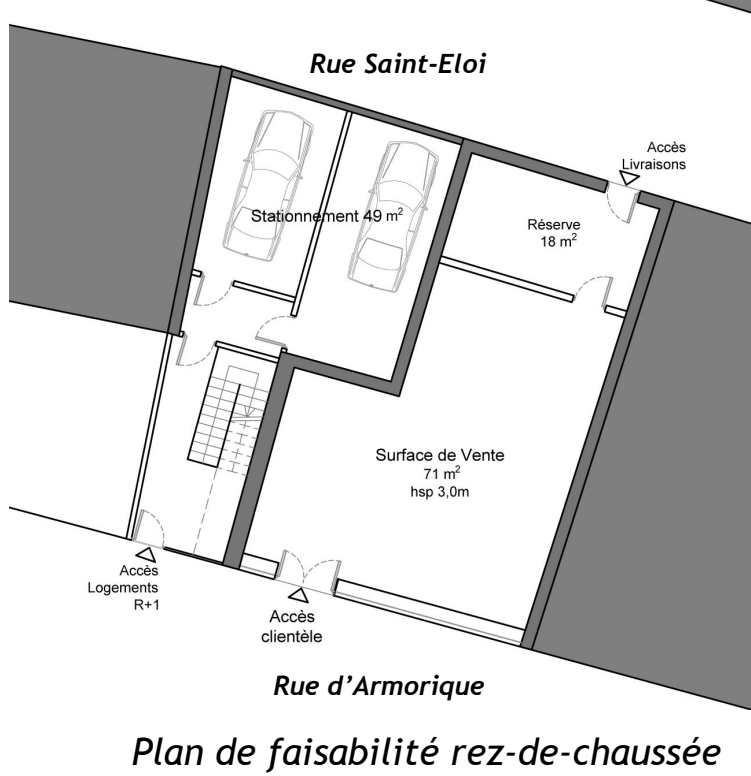 Rue Saint-Eloi
Accès
Livraisons
Stationnement 49 m²
Réserve
18 m²
Surface de Vente
71 m²
hsp 3,0m
Accès
Logements
R+1
Accès
clientèle
Rue d'Armorique
Plan de faisabilité rez-de-chaussée